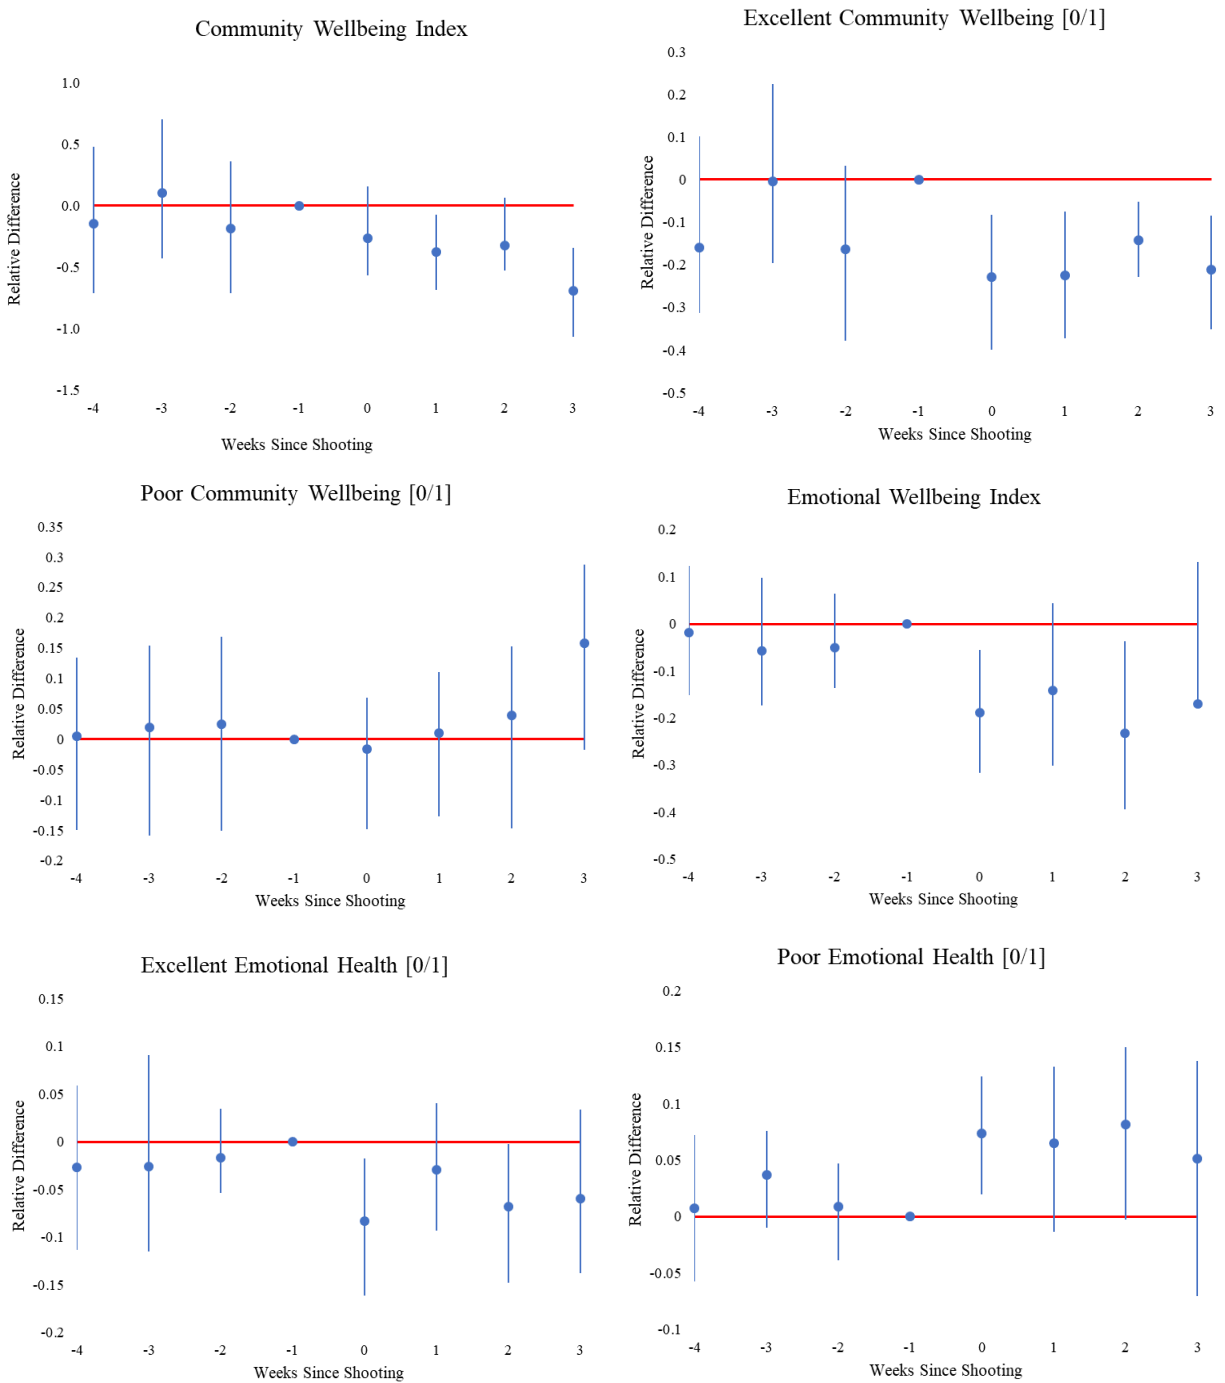 Community Wellbeing Index
Relative Difference
1.0
0.5
0.0
-0.5
-1.0
-1.5
-4 -3 -2 -1 0 1 2 3
Weeks Since Shooting
Excellent Community Wellbeing [0/1]
Relative Difference
0.3
0.2
0.1
0
-0.1
-0.2
-0.3
-0.4
-0.5
-4 -3 -2 -1 0 1 2 3
Weeks Since Shooting
Poor Community Wellbeing [0/1]
Relative Difference
0.35
0.3
0.25
0.2
0.15
0.1
0.05
0
-0.05
-0.1
-0.15
-0.2
-4 -3 -2 -1 0 1 2 3
Weeks Since Shooting
Emotional Wellbeing Index
Relative Difference
0.2
0.1
0
-0.1
-0.2
-0.3
-0.4
-0.5
-4 -3 -2 -1 0 1 2 3
Weeks Since Shooting
Excellent Emotional Health [0/1]
Relative Difference
0.15
0.1
0.05
0
-0.05
-0.1
-0.15
-0.2
-4 -3 -2 -1 0 1 2 3
Weeks Since Shooting
Poor Emotional Health [0/1]
Relative Difference
0.2
0.15
0.1
0.05
0
-0.05
-0.1
-4 -3 -2 -1 0 1 2 3
Weeks Since Shooting